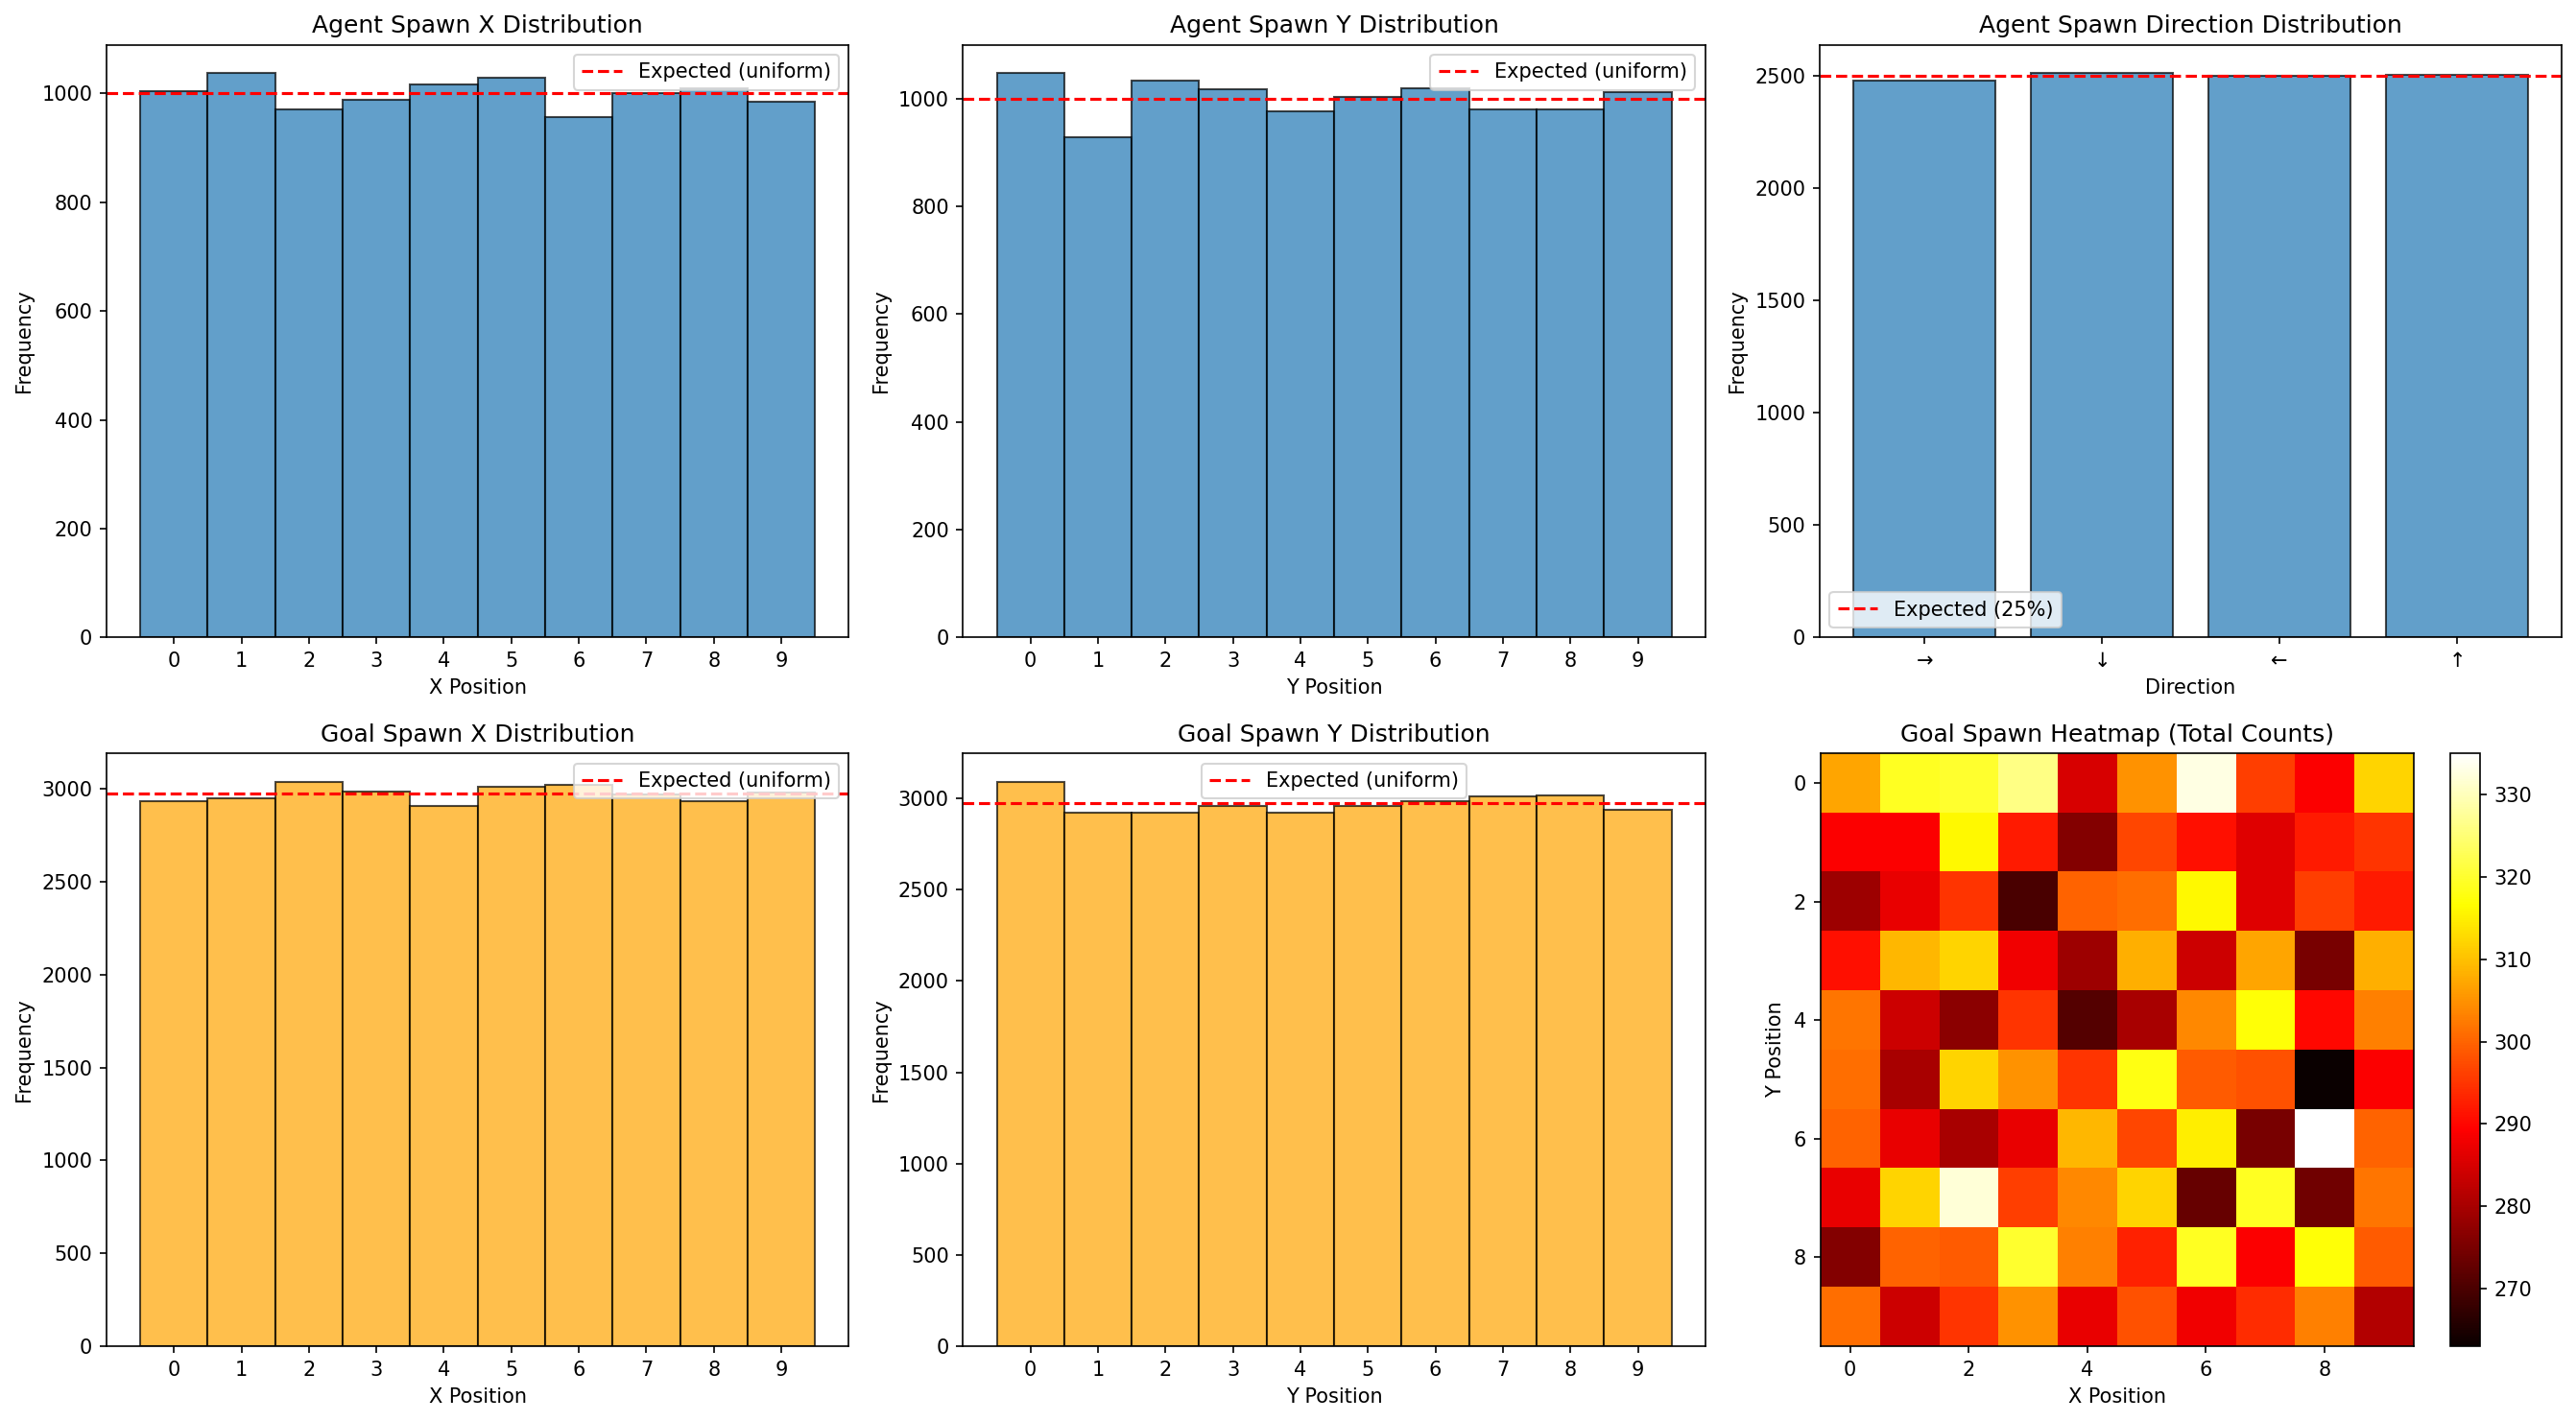 Agent Spawn X Distribution
Expected (uniform)
Frequency
1000
800
600
400
200
0
0 1 2 3 4 5 6 7 8 9
X Position
Agent Spawn Y Distribution
Expected (uniform)
Frequency
1000
800
600
400
200
0
0 1 2 3 4 5 6 7 8 9
Y Position
Agent Spawn Direction Distribution
Frequency
2500
2000
1500
1000
500
0
Expected (25%)
→ ↓ ← ↑
Direction
Goal Spawn X Distribution
Expected (uniform)
Frequency
3000
2500
2000
1500
1000
500
0
0 1 2 3 4 5 6 7 8 9
X Position
Goal Spawn Y Distribution
Expected (uniform)
Frequency
3000
2500
2000
1500
1000
500
0
0 1 2 3 4 5 6 7 8 9
Y Position
Goal Spawn Heatmap (Total Counts)
Y Position
0
2
4
6
8
0 2 4 6 8
X Position
330
320
310
300
290
280
270